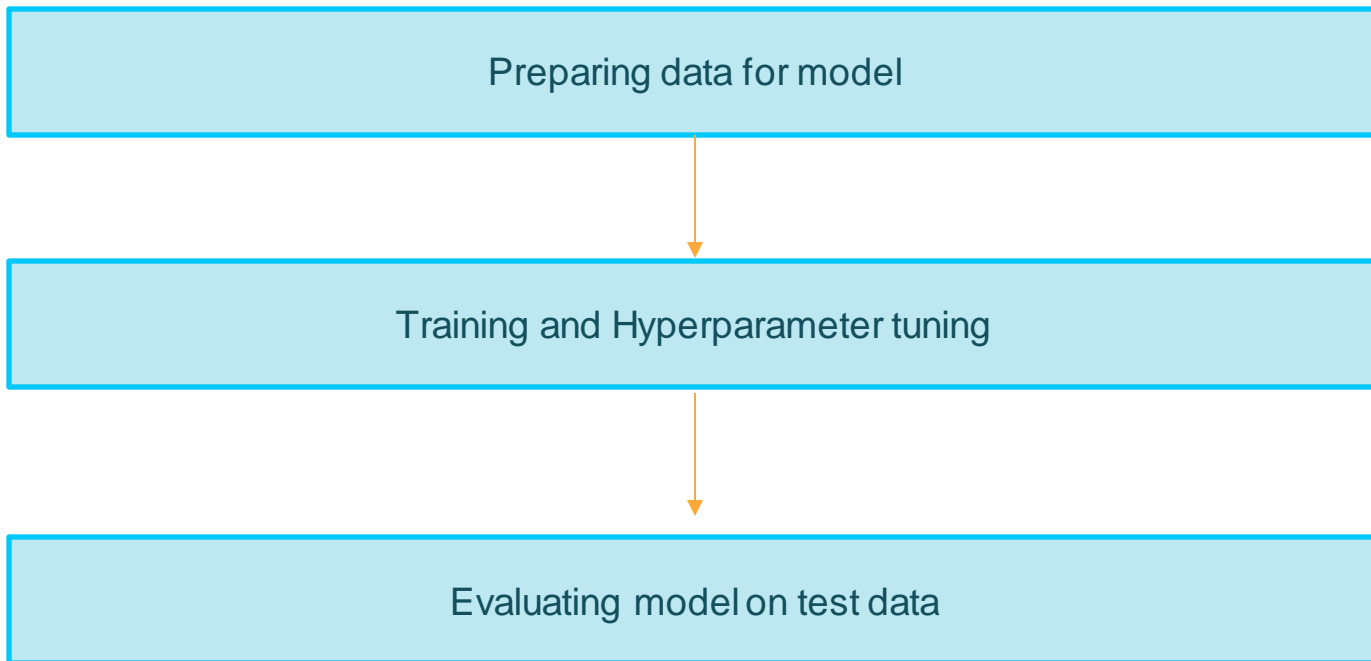 Preparing data for model
Training and Hyperparameter tuning
Evaluating model on test data